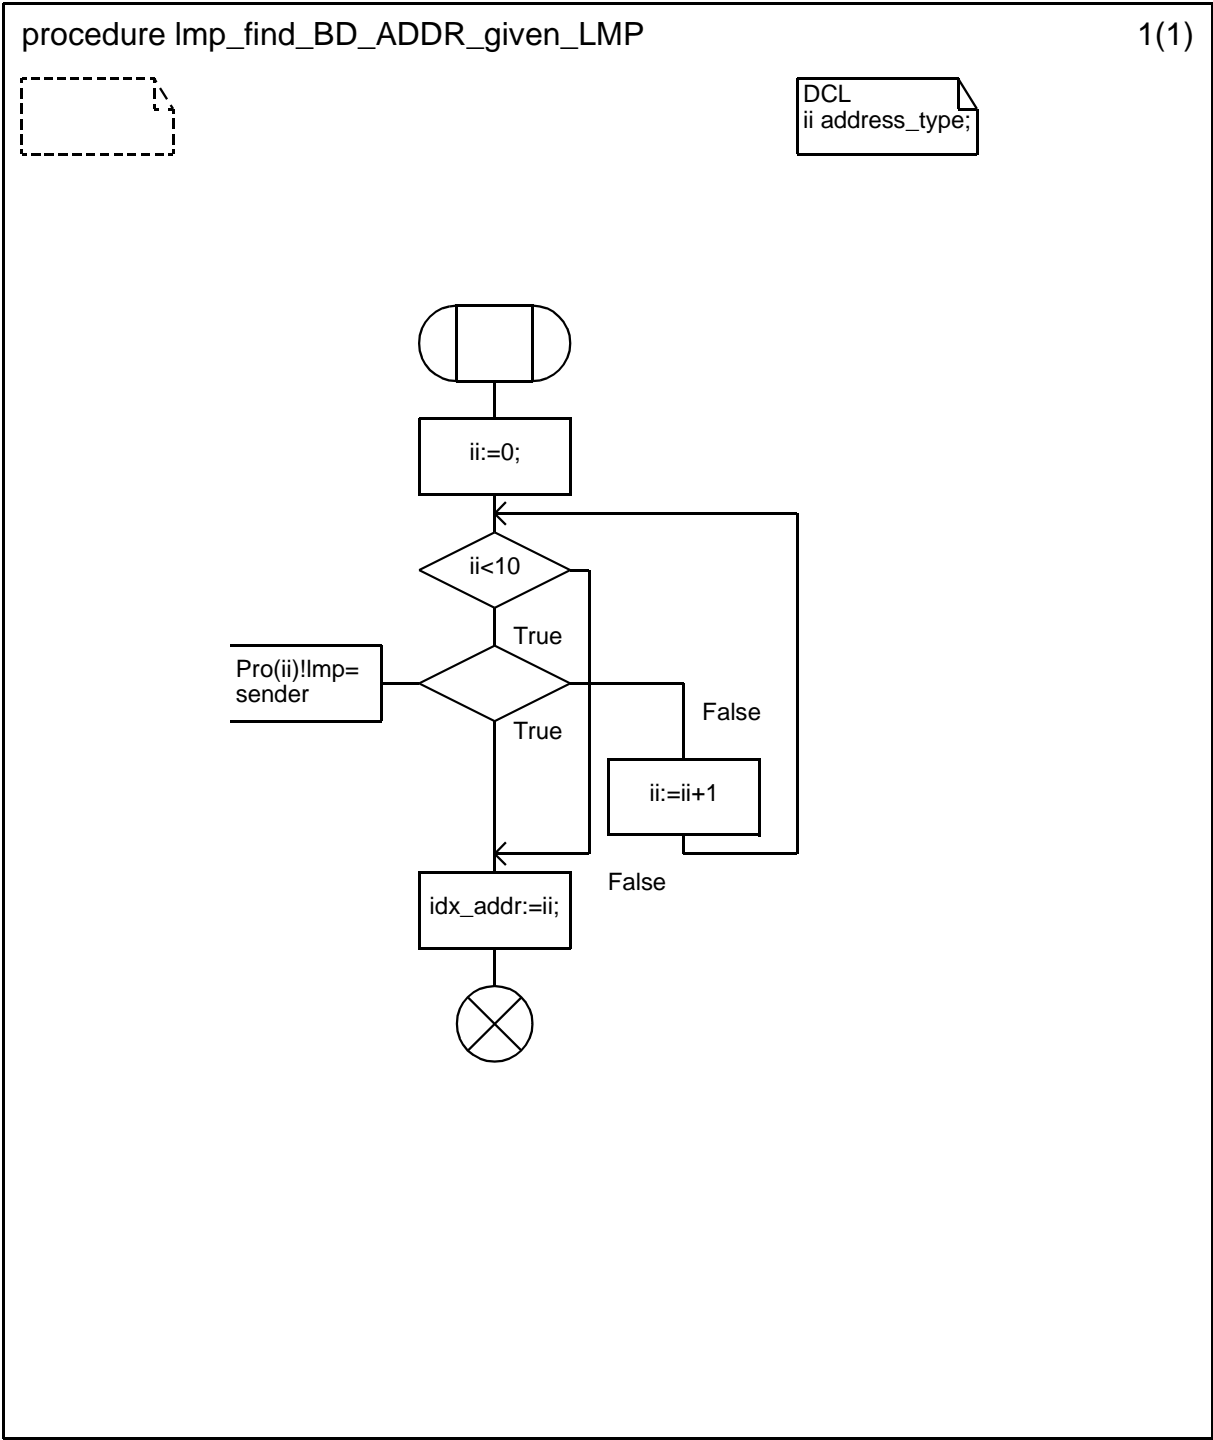 procedure lmp_find_BD_ADDR_given_LMP
1(1)
DCL
ii address_type;
ii:=0;
ii<10
True
Pro(ii)!lmp=
sender
False
True
ii:=ii+1
False
idx_addr:=ii;